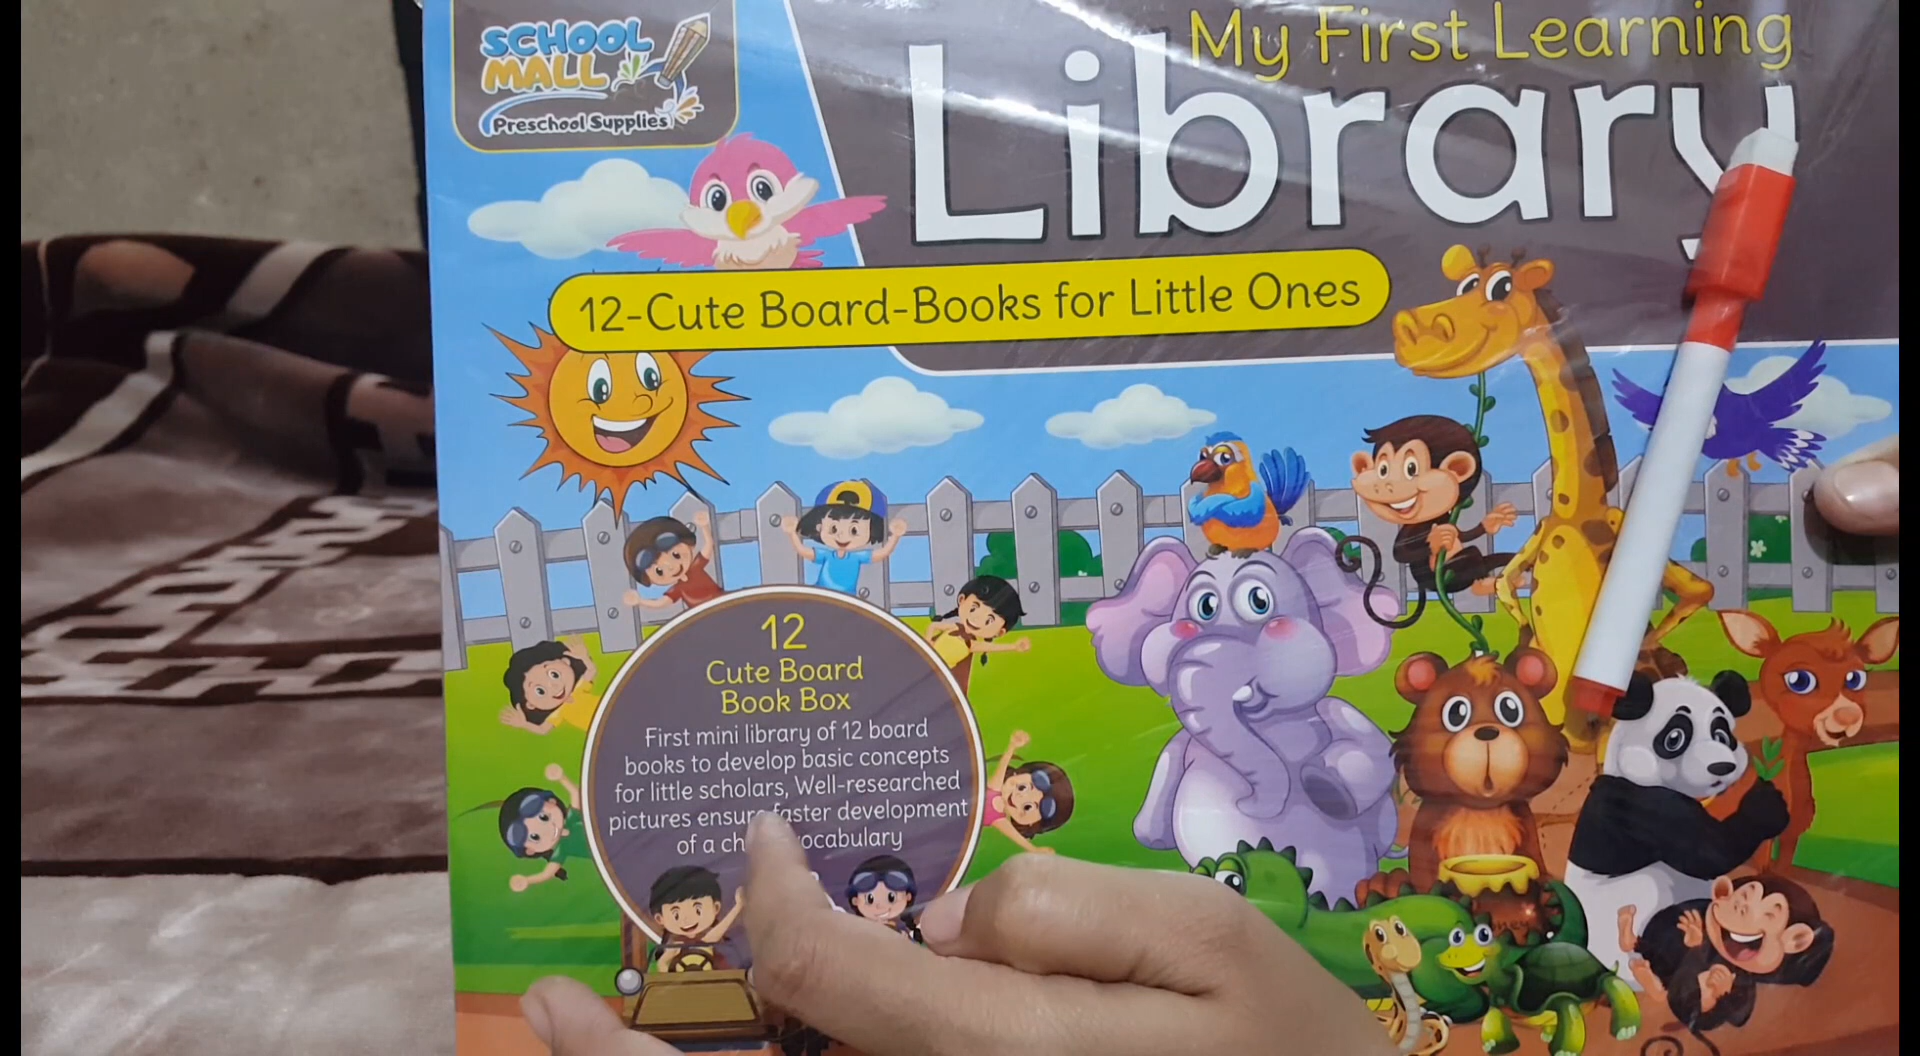 SCHOOL
MALL
Preschool Supplies
My First Learning
Library
12-Cute Board-Books for Little Ones
12
Cute Board
Book Box
First mini library of 12 board
books to develop basic concepts
for little scholars, Well-researched
pictures ensure faster development
of a vocabulary